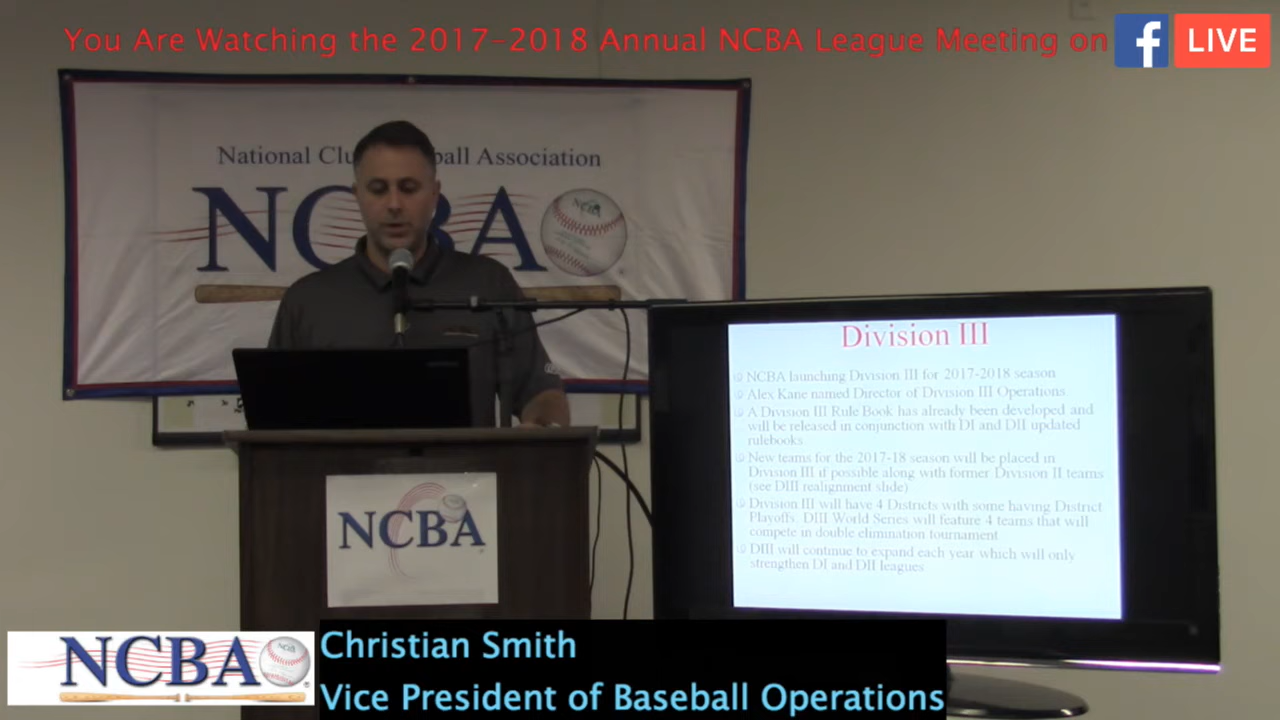 You Are Watching the 2017-2018 Annual NCBA League Meeting on f LIVE
National Clu ball Association
NCBA
NCBA
Division III
NCBA launching Division III for 2017-2018 season
Alex Kane named Director of Division III Operations
A Division III Rule Book has already been developed and
will be released in conjunction with DI and DII updated
rulebooks
New teams for the 2017-18 season will be placed in
Division III if possible along with former Division II teams
(see DIII realignment slide)
Division III will have 4 Districts with some having District
Playoffs. DIII World Series will feature 4 teams that will
compete in double elimination tournament
DIII will continue to expand each year which will only
strengthen DI and DII leagues
NCBA
NCBA
Christian Smith
Vice President of Baseball Operations